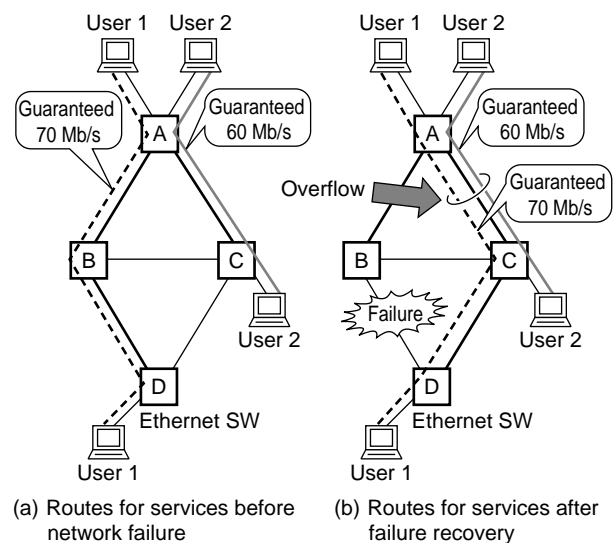 User 1
User 2
Guaranteed
70 Mb/s
Guaranteed
60 Mb/s
A
B
C
User 2
D
Ethernet SW
User 1
(a) Routes for services before
network failure
User 1
User 2
A
Guaranteed
60 Mb/s
Overflow
Guaranteed
70 Mb/s
B
C
Failure
User 2
D
Ethernet SW
User 1
(b) Routes for services after
failure recovery